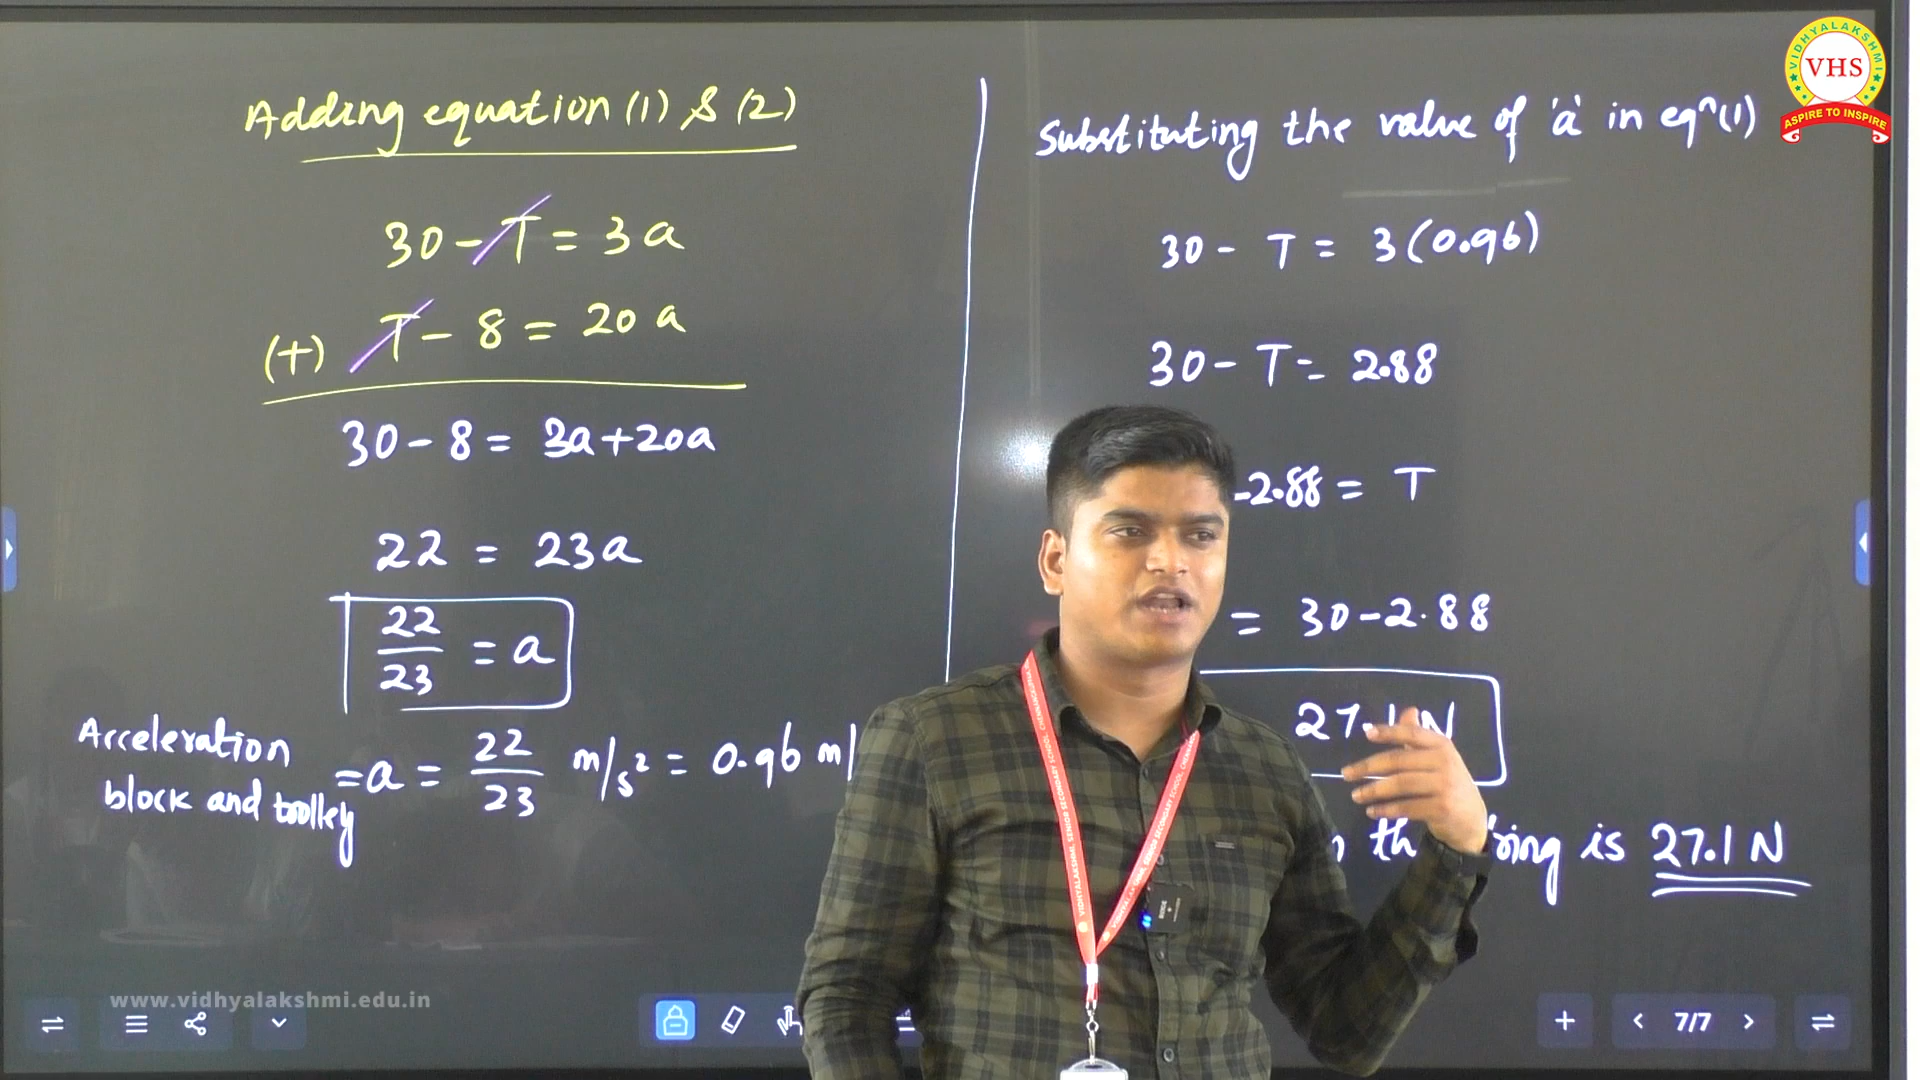 Adding equation (1) & (2)
30 - T = 3a
(+) T - 8 = 20 a
30 - 8 = 3a + 20a
22 = 23a
22/23 = a
Acceleration
block and trolley = a = 22/23 m/s² = 0.96 m/
Substituting the value of 'a' in eqⁿ(1)
30 - T = 3(0.96)
30 - T = 2.88
-2.88 = T
= 30 - 2.88
27.1 N
is 27.1 N
VIDHYALAKSHMI
VHS
ASPIRE TO INSPIRE
www.vidhyalakshmi.edu.in
7/7